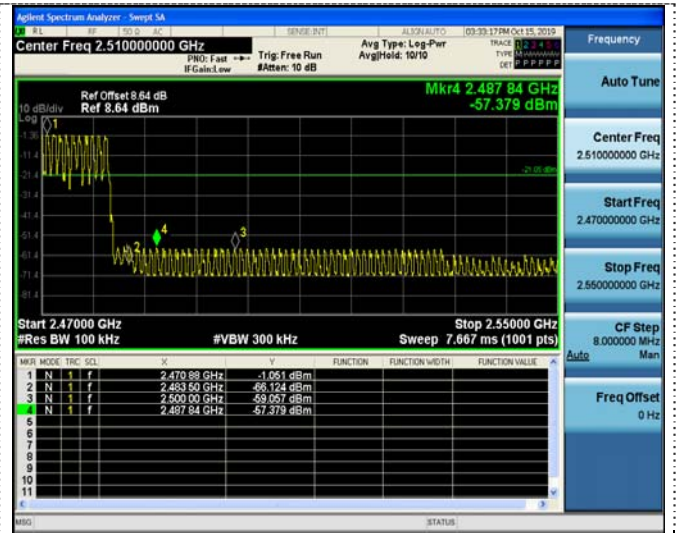 Agilent Spectrum Analyzer - Swept SA
RL RF 50 Ω AC SENSE:INT ALIGN AUTO 03:33:17 PM Oct 15, 2019
Center Freq 2.510000000 GHz
PNO: Fast
IFGain:Low
Trig: Free Run
#Atten: 10 dB
Avg Type: Log-Pwr
Avg|Hold: 10/10
TRACE 1 2 3 4 5 6
TYPE M
DET P P P P P P
Mkr4 2.487 84 GHz
-57.379 dBm
Ref Offset 8.64 dB
10 dB/div Ref 8.64 dBm
Log
-1.36
-11.4
-21.4
-31.4
-41.4
-51.4
-61.4
-71.4
-81.4
1
2
4
3
-21.05 dBm
Start 2.47000 GHz Stop 2.55000 GHz
#Res BW 100 kHz #VBW 300 kHz Sweep 7.667 ms (1001 pts)
MKR MODE TRC SCL X Y FUNCTION FUNCTION WIDTH FUNCTION VALUE
1 N 1 f 2.470 88 GHz -1.051 dBm
2 N 1 f 2.483 50 GHz -66.124 dBm
3 N 1 f 2.500 00 GHz -59.057 dBm
4 N 1 f 2.487 84 GHz -57.379 dBm
5
6
7
8
9
10
11
MSG STATUS
Frequency
Auto Tune
Center Freq
2.510000000 GHz
Start Freq
2.470000000 GHz
Stop Freq
2.550000000 GHz
CF Step
8.000000 MHz
Auto Man
Freq Offset
0 Hz